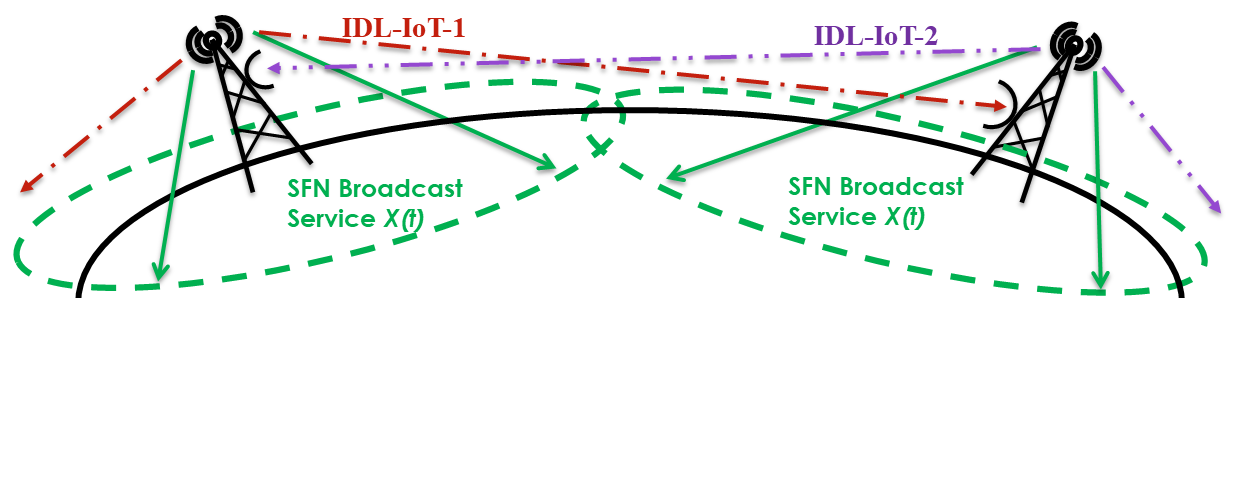 IDL-IoT-1
IDL-IoT-2
SFN Broadcast
Service X(t)
SFN Broadcast
Service X(t)